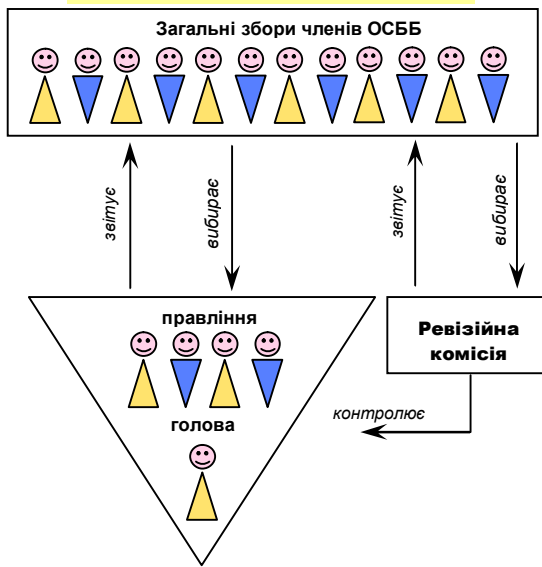 Загальні збори членів ОСББ
звітує
вибирає
звітує
вибирає
правління
Ревізійна
комісія
голова
контролює